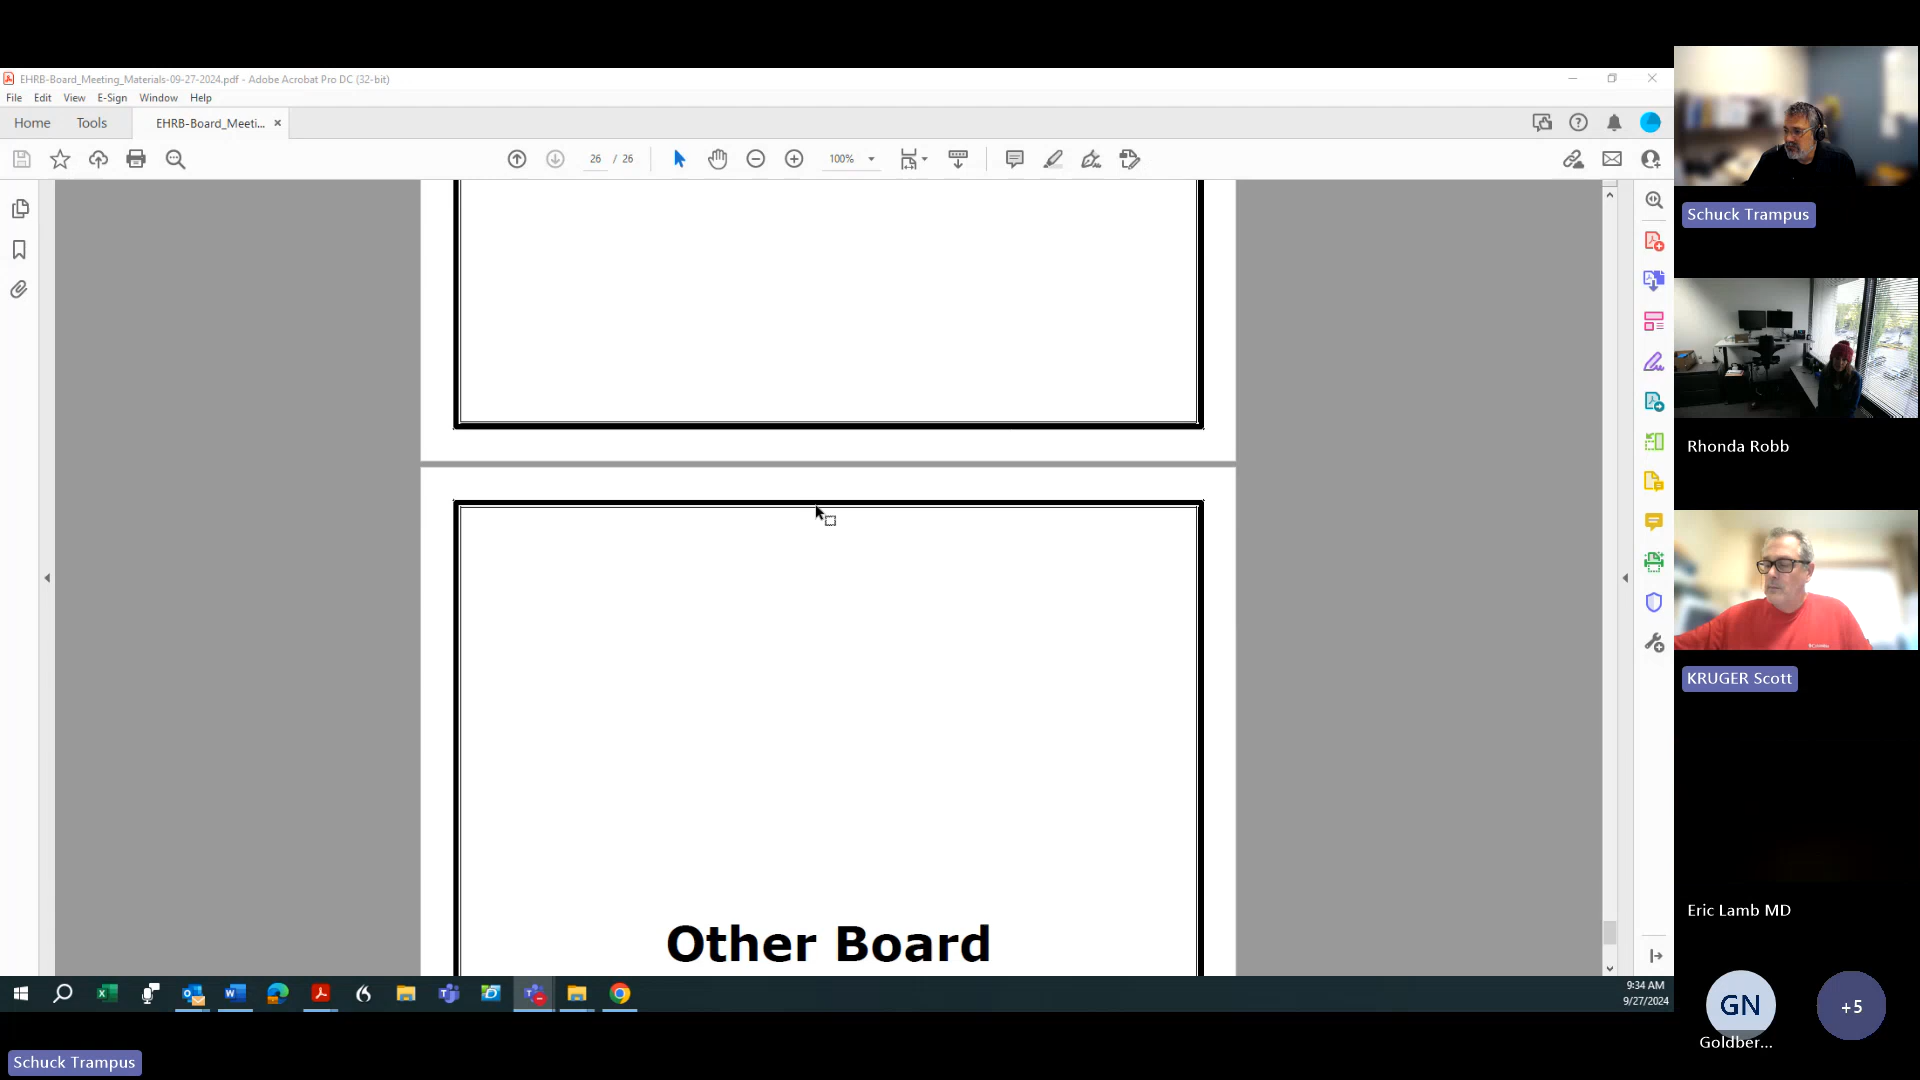 EHRB-Board_Meeting_Materials-09-27-2024.pdf - Adobe Acrobat Pro DC (32-bit)
File Edit View E-Sign Window Help
Home Tools EHRB-Board_Meeti...
26 / 26 100%
Other Board
9:34 AM
9/27/2024
Schuck Trampus
Schuck Trampus
Rhonda Robb
KRUGER Scott
Eric Lamb MD
GN
Goldber...
+5